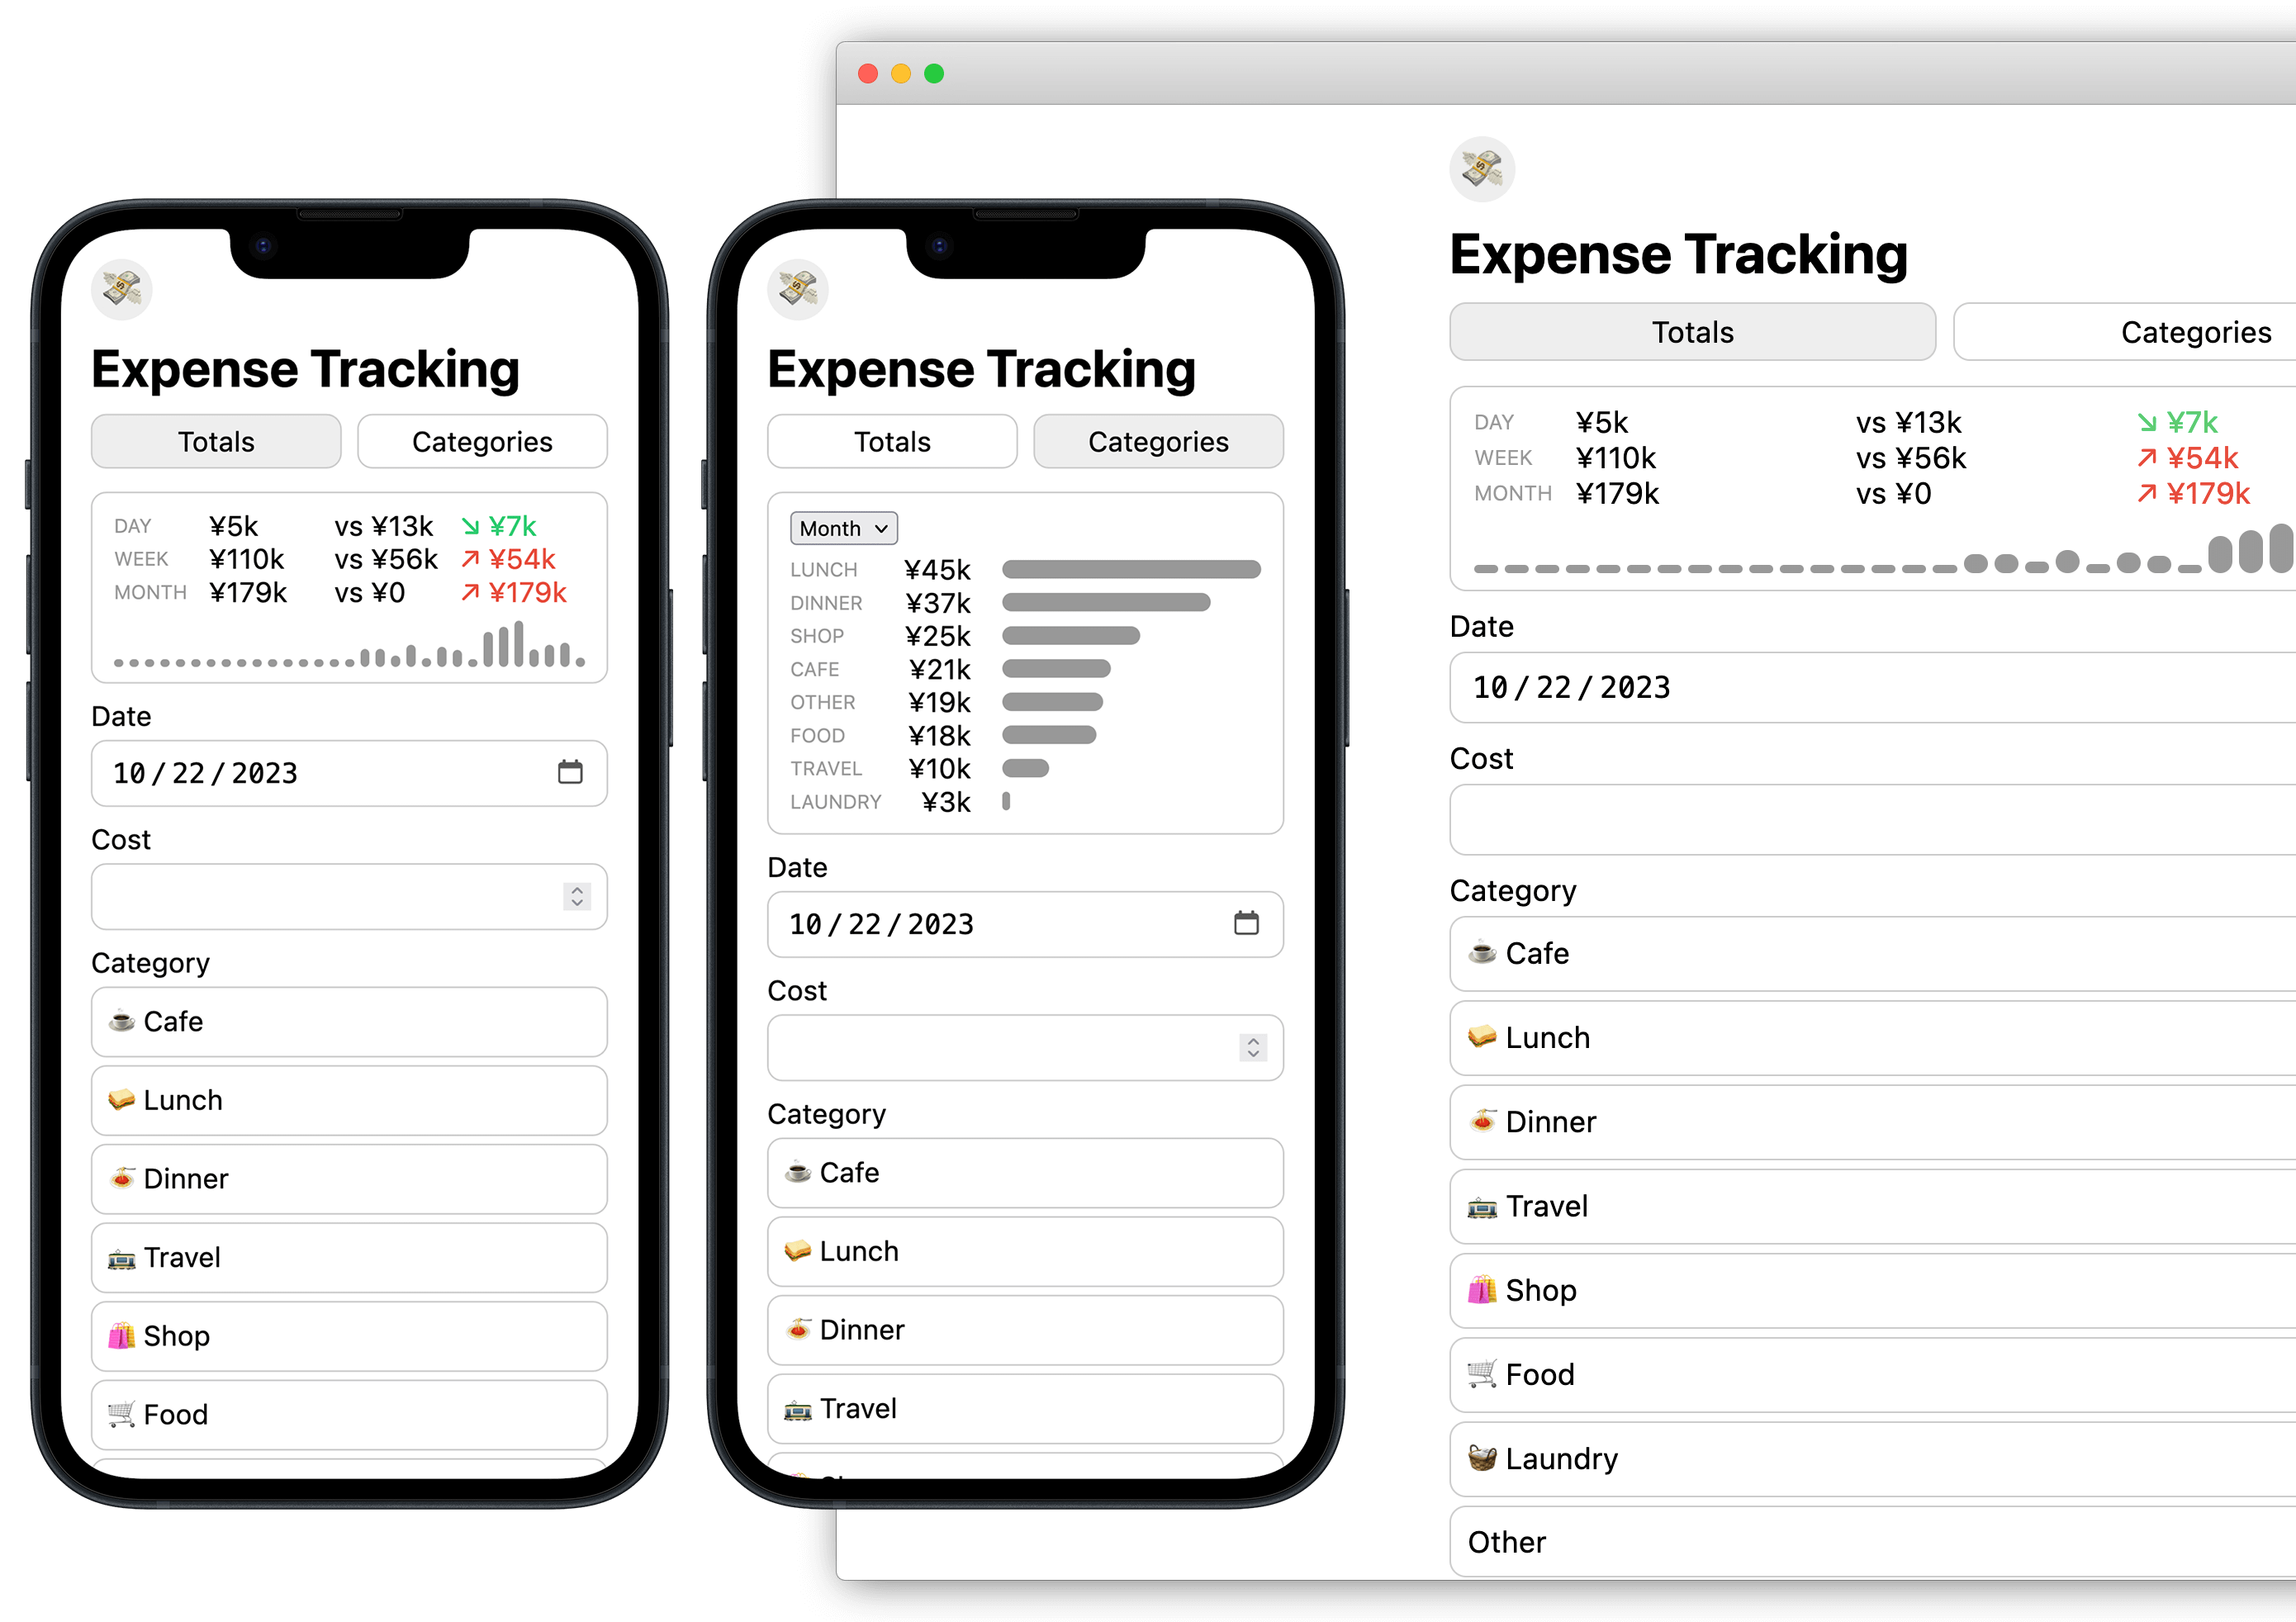 Expense Tracking
Totals Categories
DAY ¥5k vs ¥13k ↘ ¥7k
WEEK ¥110k vs ¥56k ↗ ¥54k
MONTH ¥179k vs ¥0 ↗ ¥179k
Date
10/22/2023
Cost
Category
Cafe
Lunch
Dinner
Travel
Shop
Food
Expense Tracking
Totals Categories
Month
LUNCH ¥45k
DINNER ¥37k
SHOP ¥25k
CAFE ¥21k
OTHER ¥19k
FOOD ¥18k
TRAVEL ¥10k
LAUNDRY ¥3k
Date
10/22/2023
Cost
Category
Cafe
Lunch
Dinner
Travel
Expense Tracking
Totals Categories
DAY ¥5k vs ¥13k ↘ ¥7k
WEEK ¥110k vs ¥56k ↗ ¥54k
MONTH ¥179k vs ¥0 ↗ ¥179k
Date
10/22/2023
Cost
Category
Cafe
Lunch
Dinner
Travel
Shop
Food
Laundry
Other